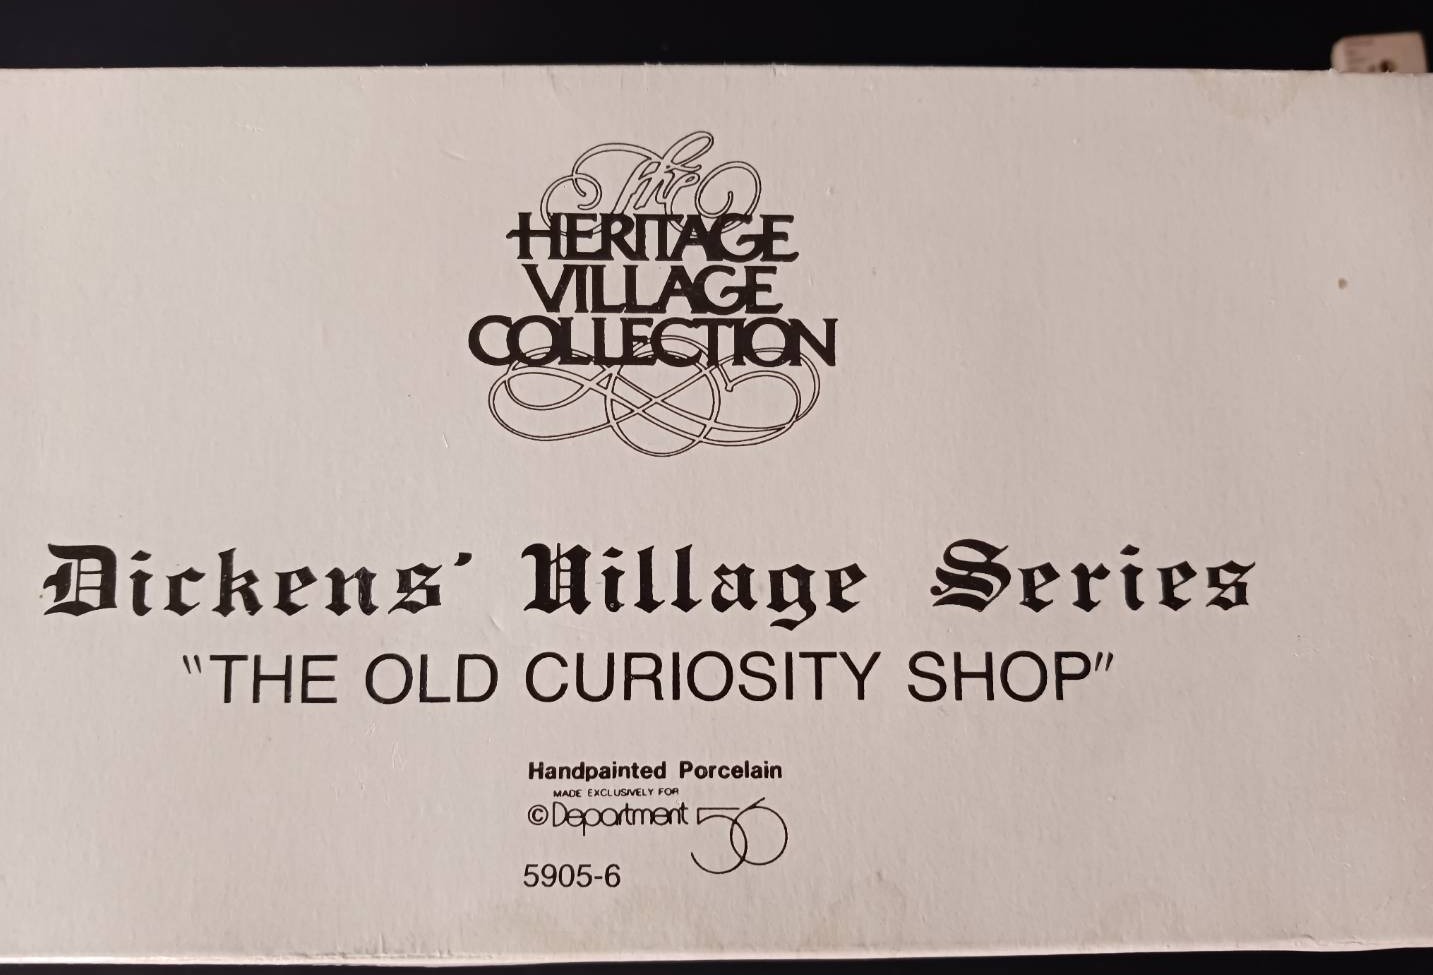 The
HERITAGE
VILLAGE
COLLECTION
Dickens' Village Series
"THE OLD CURIOSITY SHOP"
Handpainted Porcelain
MADE EXCLUSIVELY FOR
©Department 56
5905-6